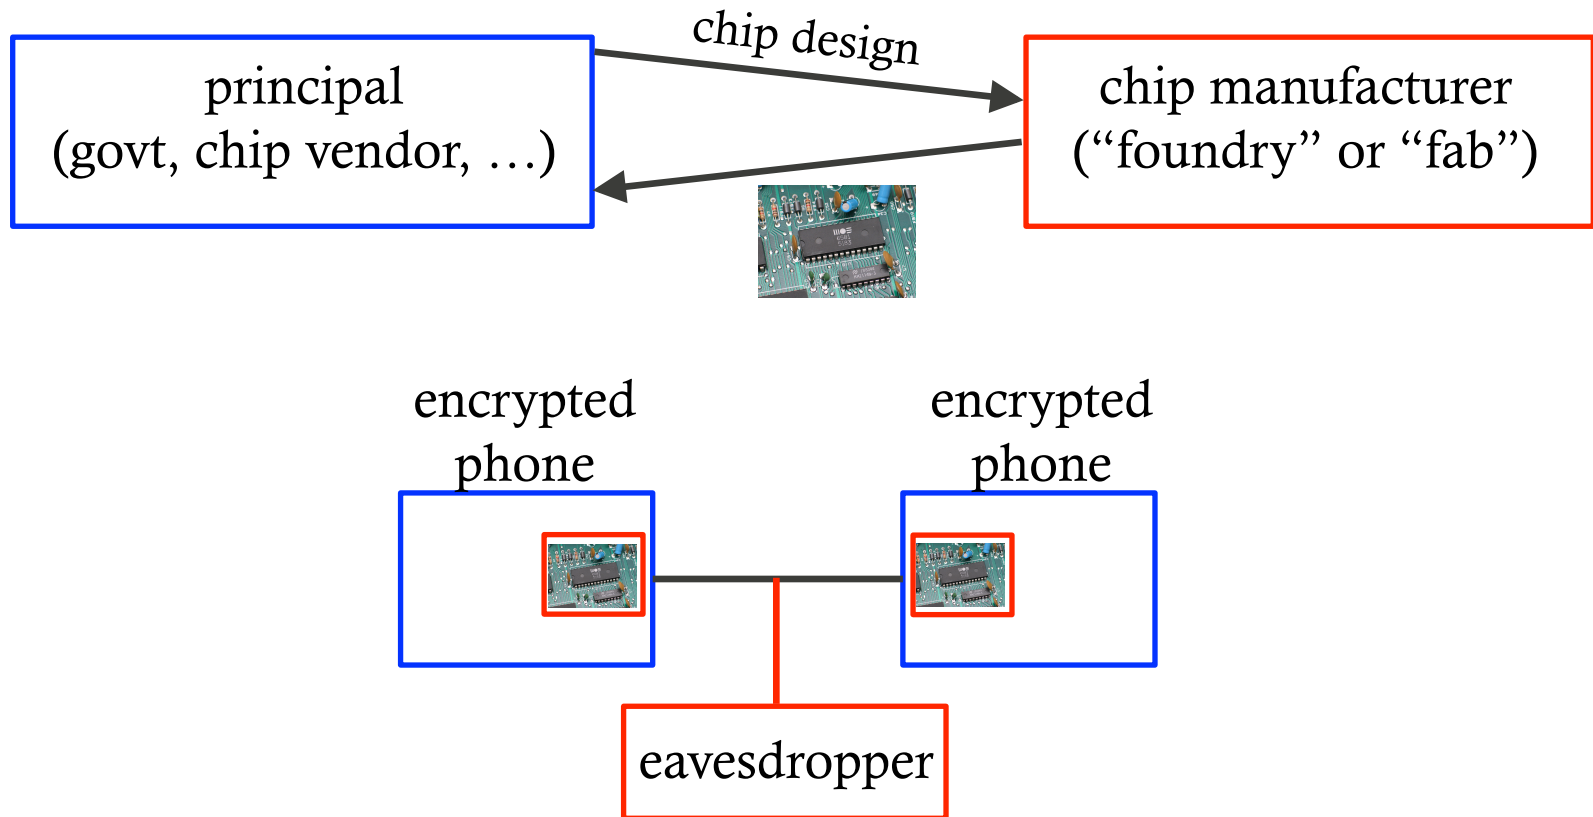 chip design
principal
(govt, chip vendor, …)
chip manufacturer
(“foundry” or “fab”)
encrypted
phone
encrypted
phone
eavesdropper